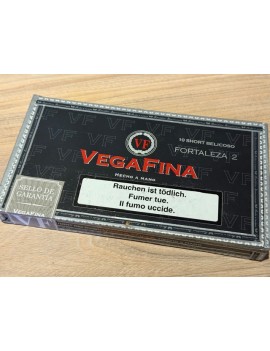 10 SHORT BELICOSO
FORTALEZA 2
VF
VEGAFINA
HECHO A MANO
Rauchen ist tödlich.
Fumer tue.
Il fumo uccide.
SELLO DE
GARANTÍA
VEGAFINA